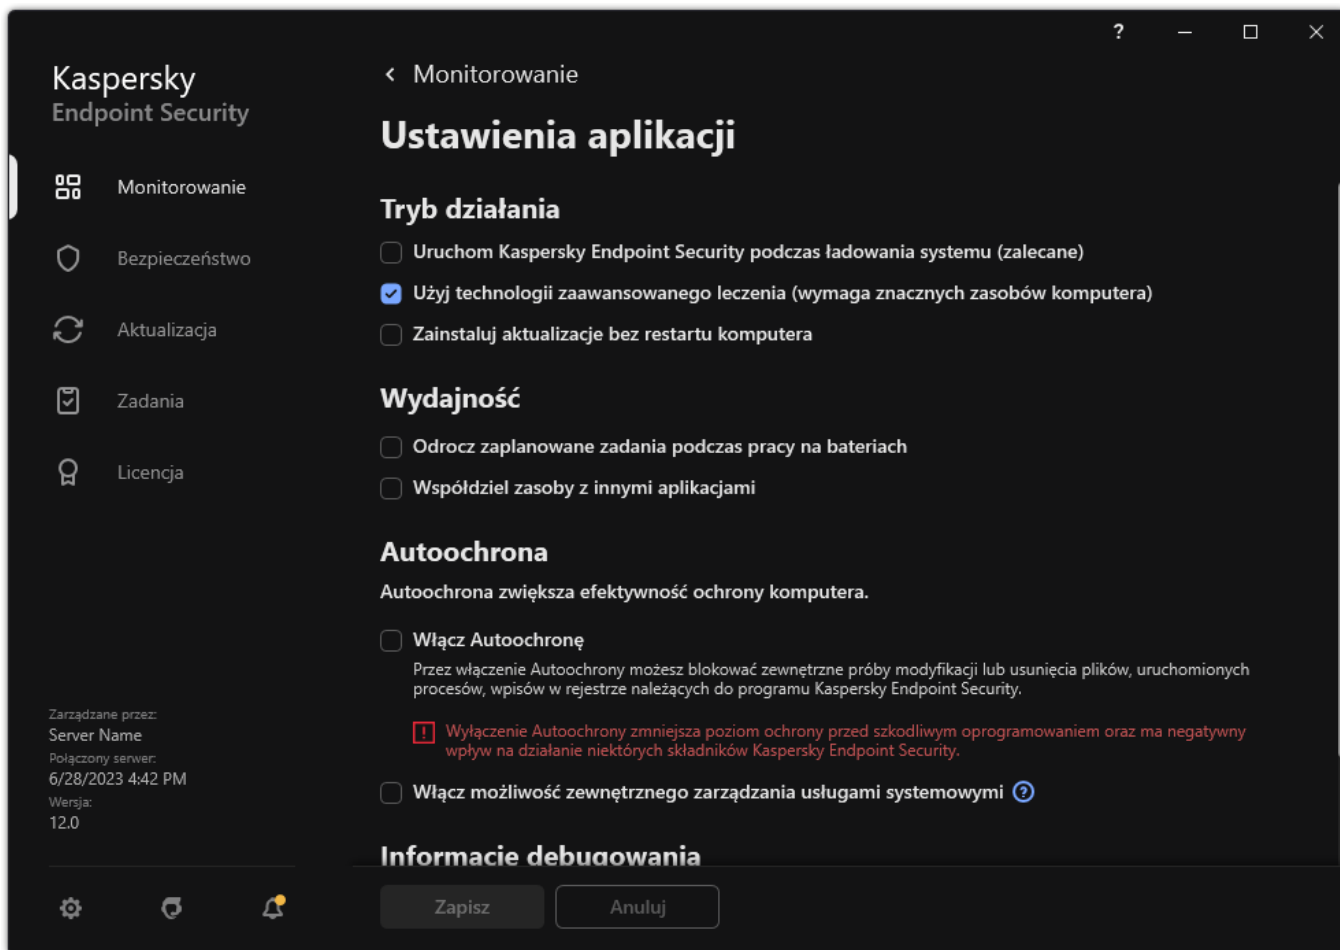 ?
Kaspersky
Endpoint Security
Monitorowanie
Bezpieczeństwo
Aktualizacja
Zadania
Licencja
Zarządzane przez:
Server Name
Połączony serwer:
6/28/2023 4:42 PM
Wersja:
12.0
Monitorowanie
Ustawienia aplikacji
Tryb działania
Uruchom Kaspersky Endpoint Security podczas ładowania systemu (zalecane)
Użyj technologii zaawansowanego leczenia (wymaga znacznych zasobów komputera)
Zainstaluj aktualizacje bez restartu komputera
Wydajność
Odrocz zaplanowane zadania podczas pracy na bateriach
Współdziel zasoby z innymi aplikacjami
Autoochrona
Autoochrona zwiększa efektywność ochrony komputera.
Włącz Autoochronę
Przez włączenie Autoochrony możesz blokować zewnętrzne próby modyfikacji lub usunięcia plików, uruchomionych
procesów, wpisów w rejestrze należących do programu Kaspersky Endpoint Security.
Wyłączenie Autoochrony zmniejsza poziom ochrony przed szkodliwym oprogramowaniem oraz ma negatywny
wpływ na działanie niektórych składników Kaspersky Endpoint Security.
Włącz możliwość zewnętrznego zarządzania usługami systemowymi ?
Informacje debugowania
Zapisz
Anuluj